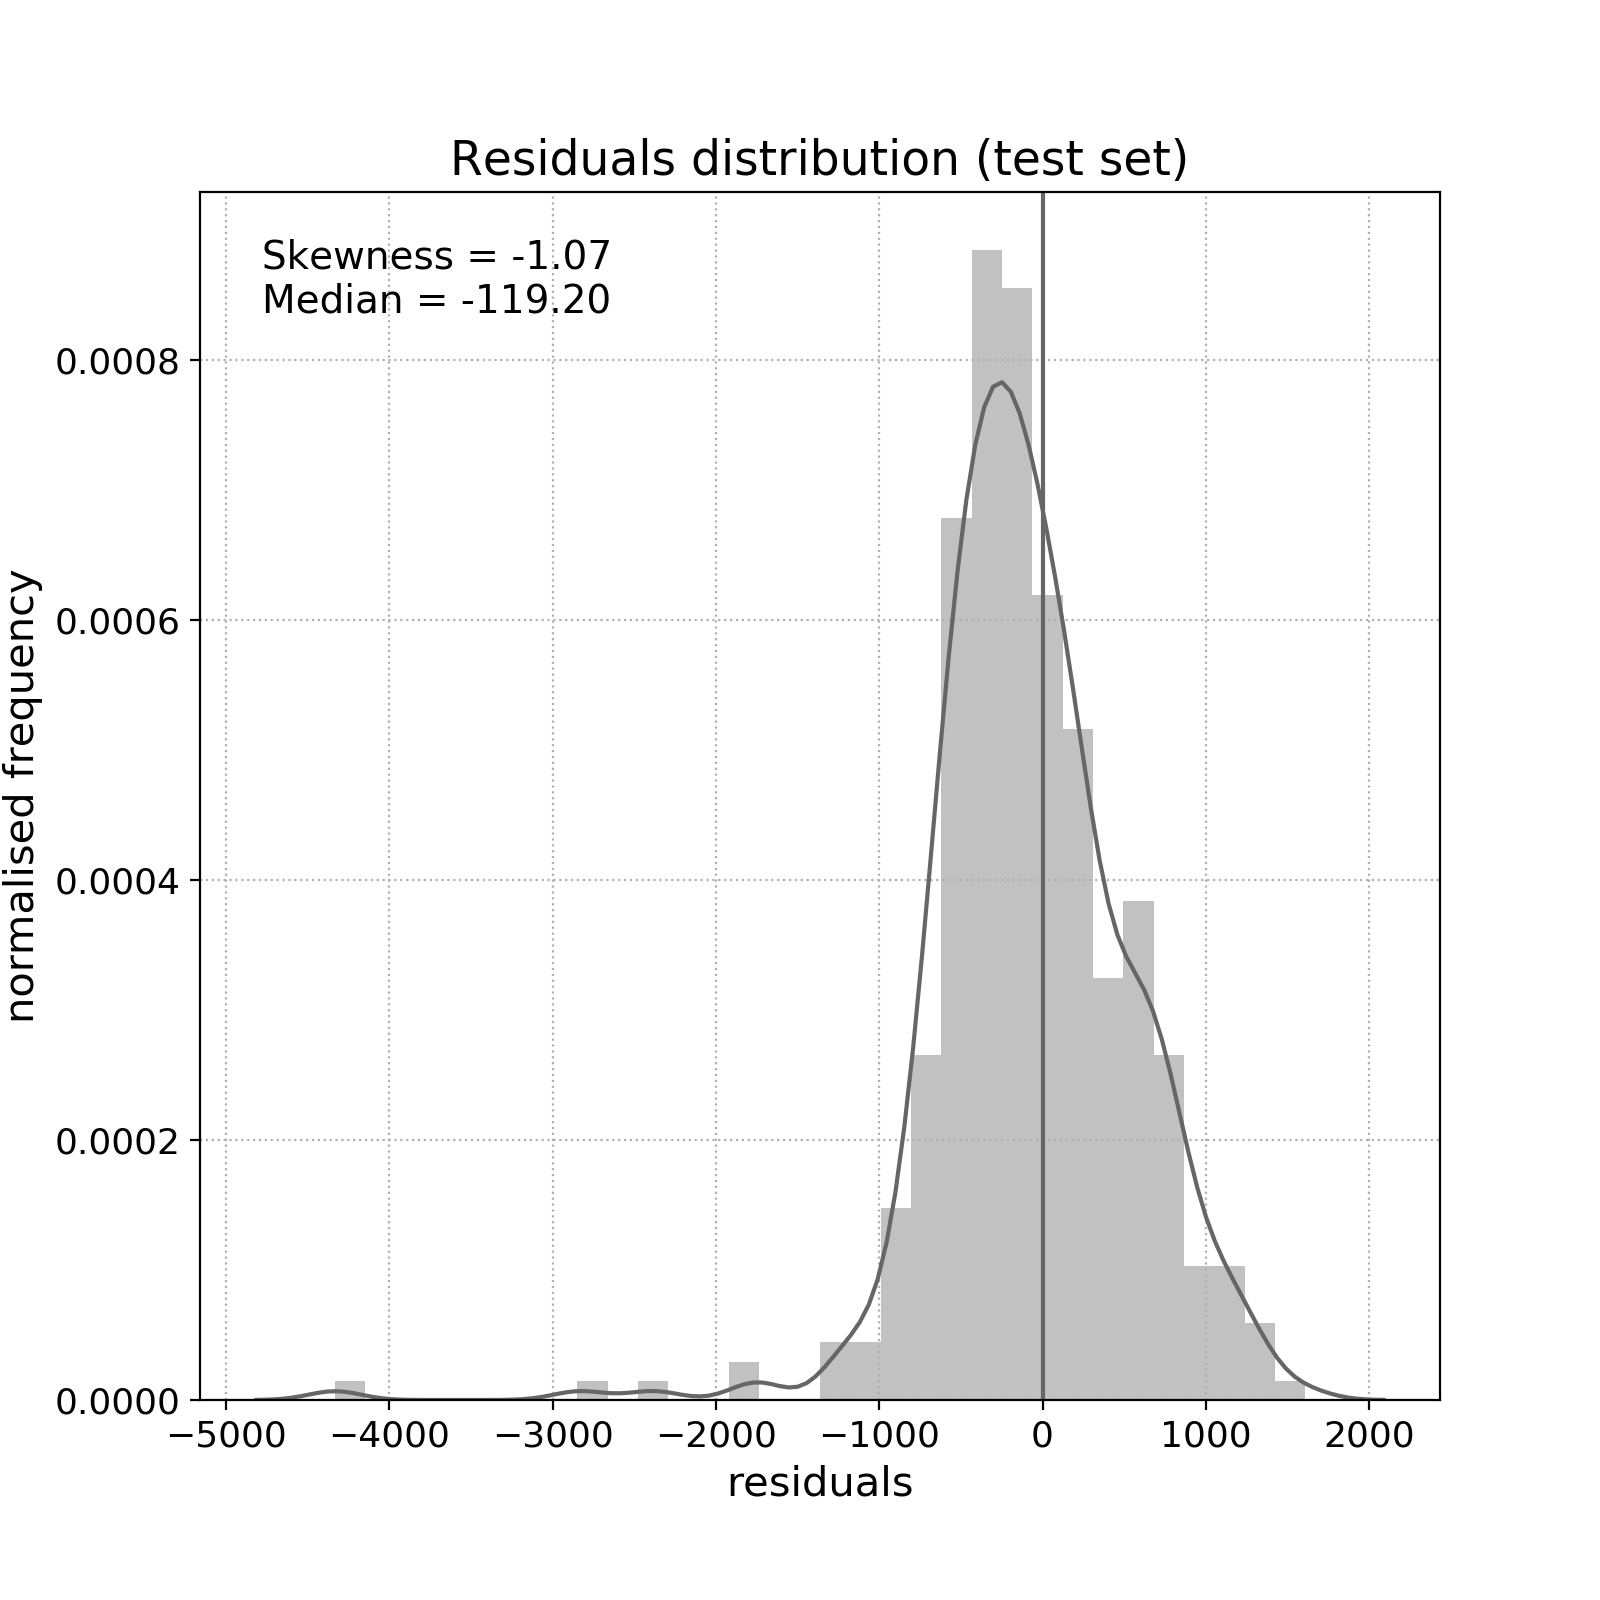 Residuals distribution (test set)
Skewness = -1.07
Median = -119.20
0.0008
0.0006
0.0004
0.0002
0.0000
normalised frequency
−5000 −4000 −3000 −2000 −1000 0 1000 2000
residuals